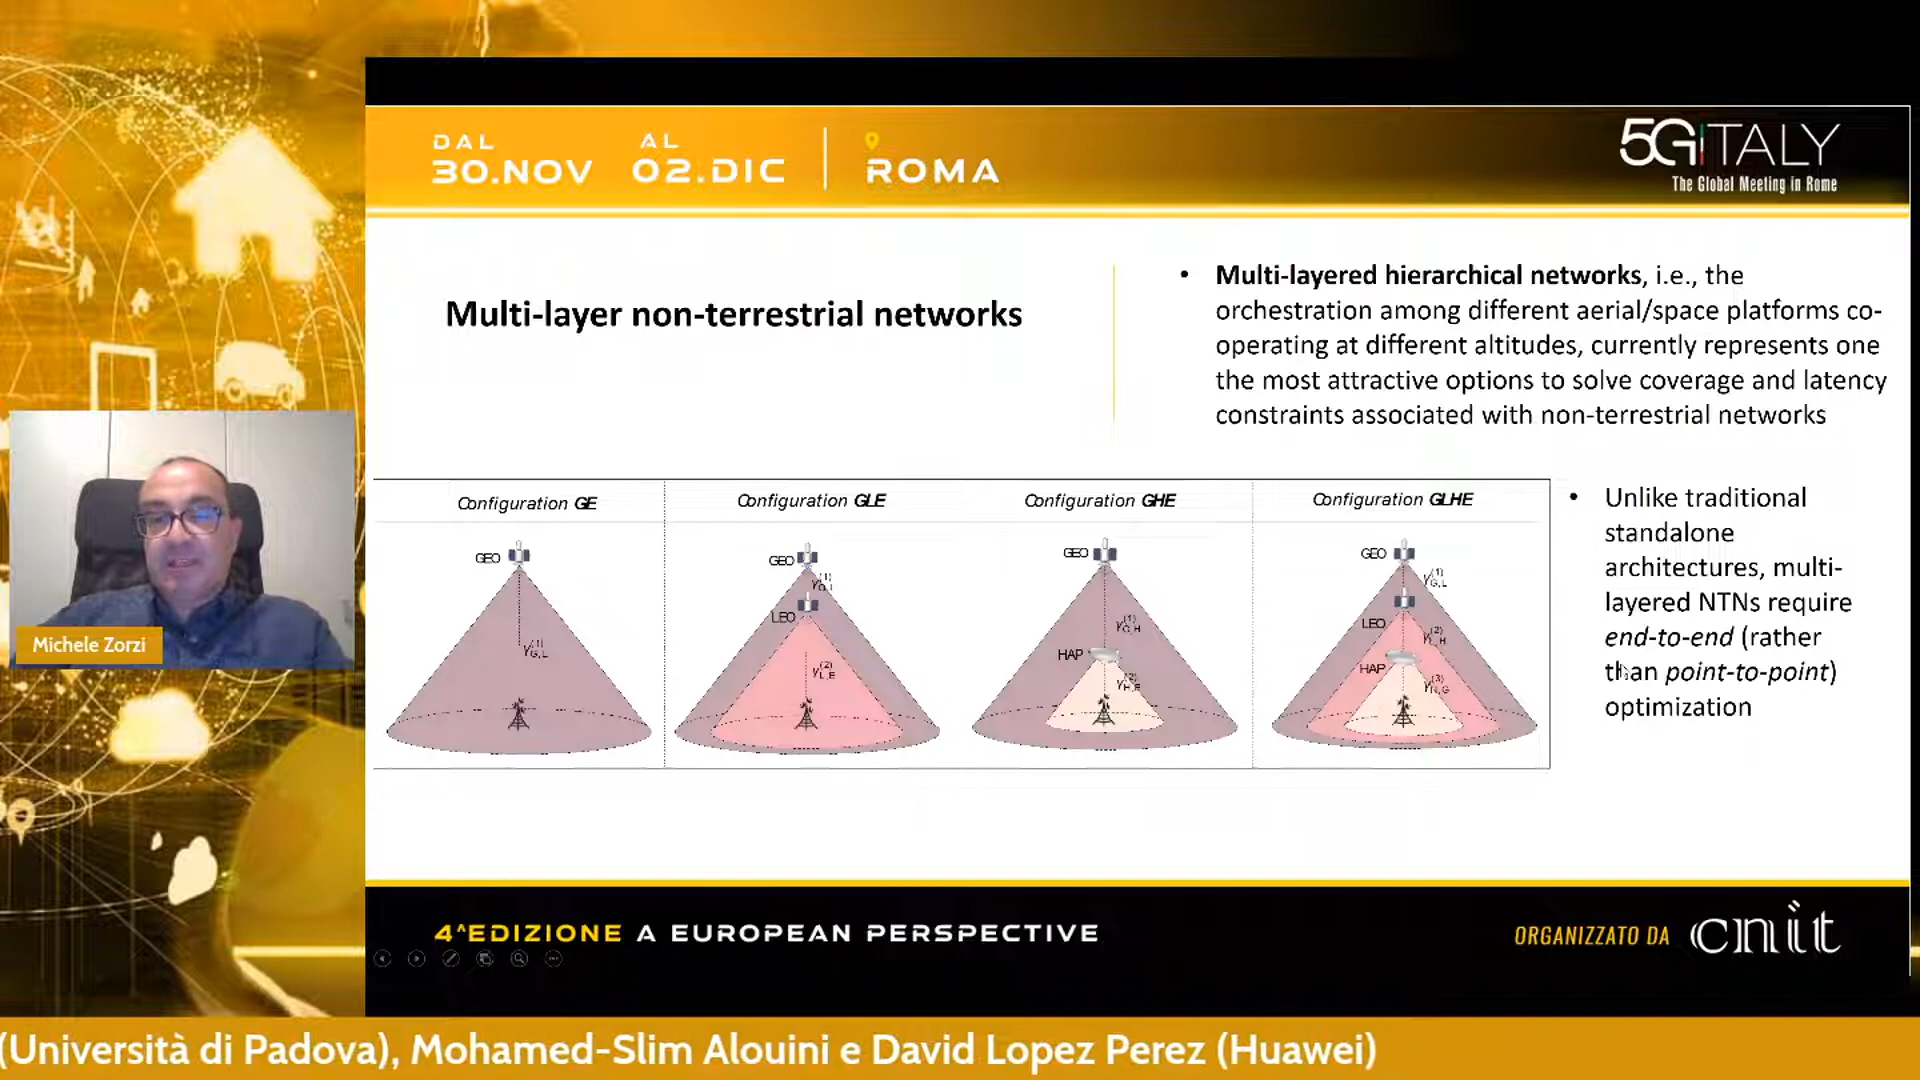 DAL
30.NOV
AL
02.DIC
ROMA
5GITALY
The Global Meeting in Rome
Multi-layer non-terrestrial networks
• Multi-layered hierarchical networks, i.e., the
orchestration among different aerial/space platforms co-
operating at different altitudes, currently represents one
the most attractive options to solve coverage and latency
constraints associated with non-terrestrial networks
Configuration GE
GEO
Configuration GLE
GEO
LEO
Configuration GHE
GEO
HAP
Configuration GLHE
GEO
LEO
HAP
• Unlike traditional
standalone
architectures, multi-
layered NTNs require
end-to-end (rather
than point-to-point)
optimization
Michele Zorzi
4^EDIZIONE A EUROPEAN PERSPECTIVE
ORGANIZZATO DA cnit
(Università di Padova), Mohamed-Slim Alouini e David Lopez Perez (Huawei)